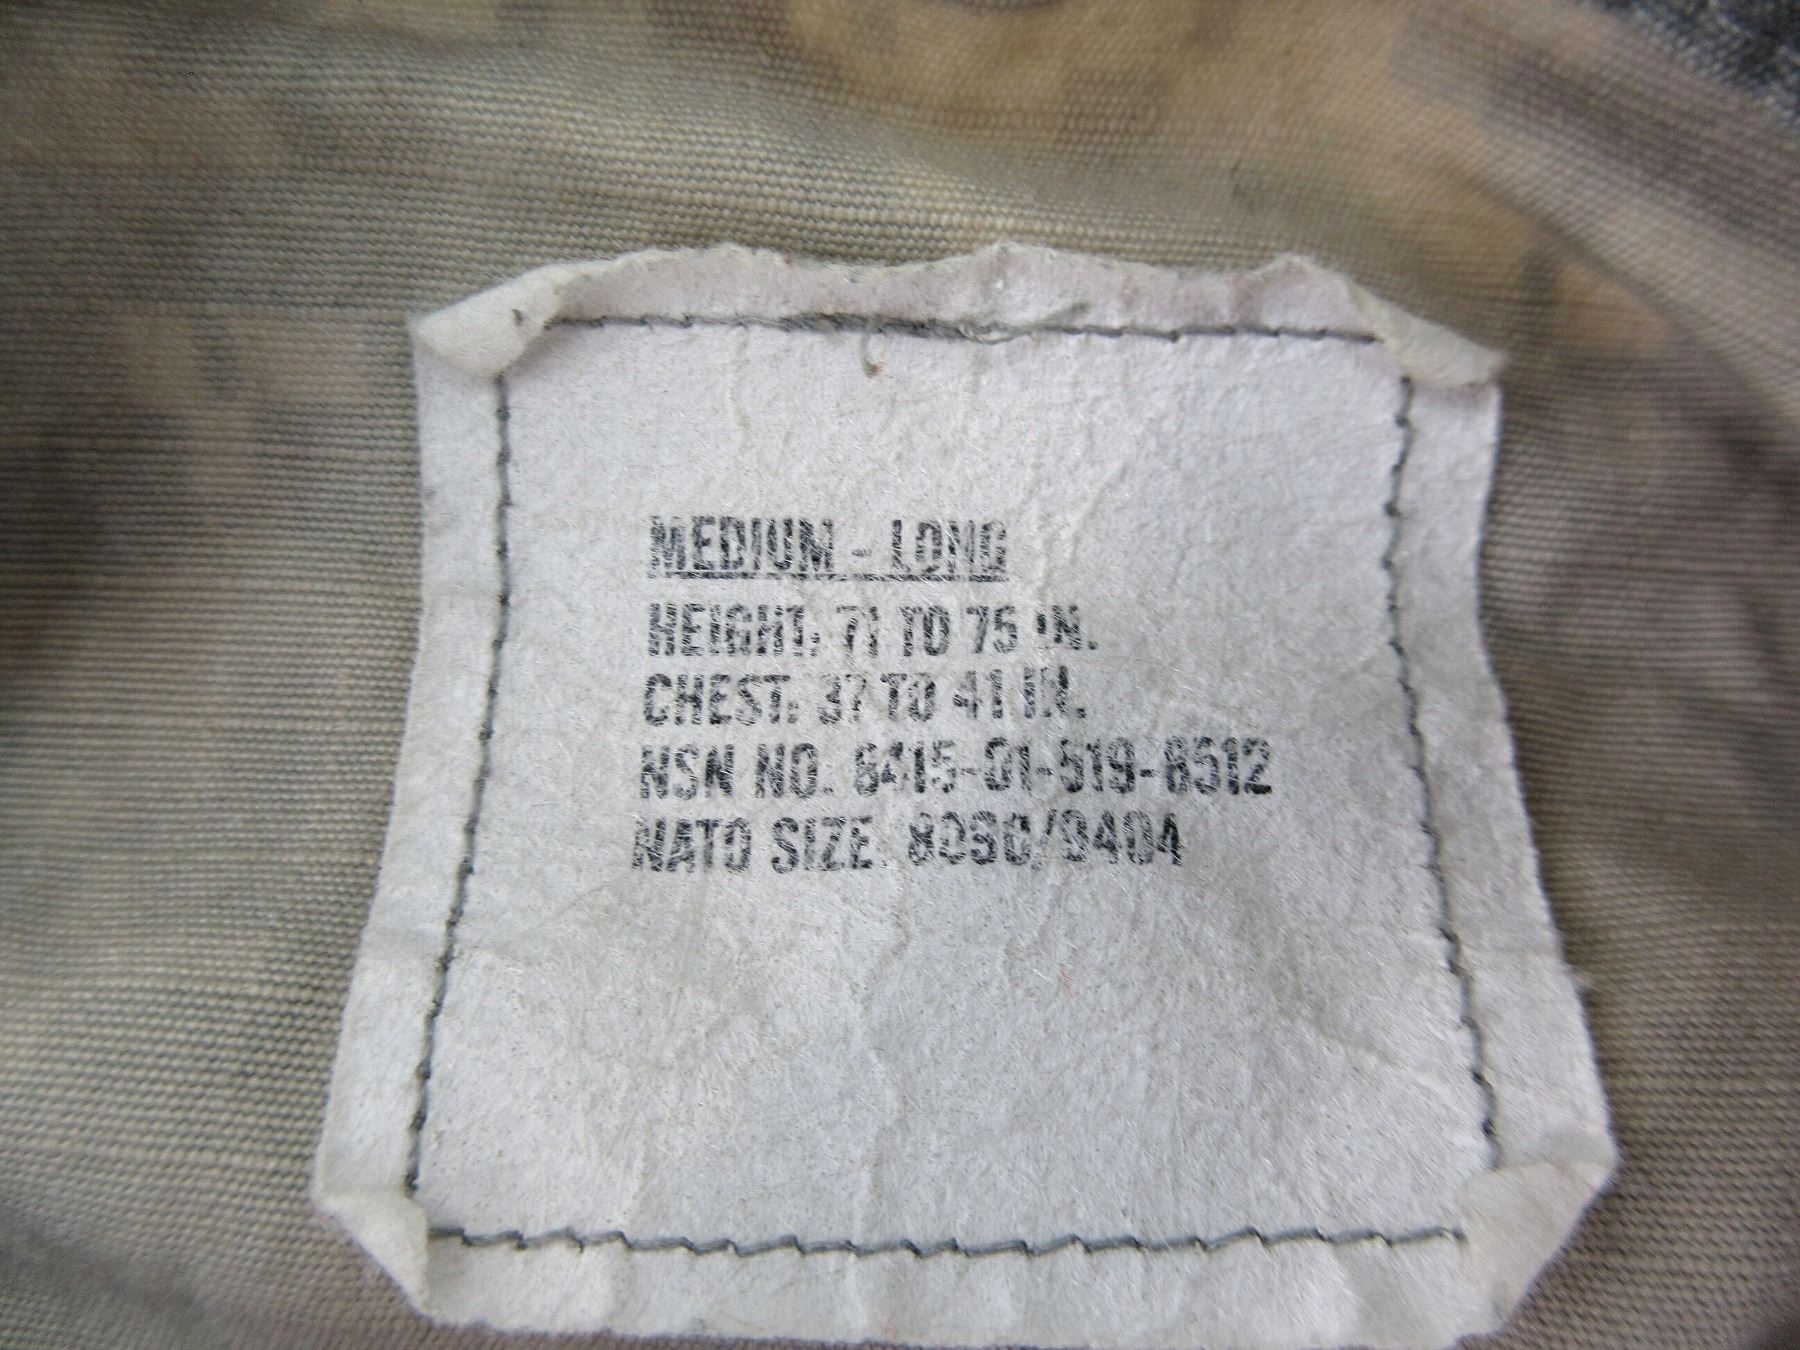 MEDIUM - LONG
HEIGHT: 71 TO 75 IN.
CHEST: 37 TO 41 IN.
NSN NO. 8415-01-519-8512
NATO SIZE: 8090/9404